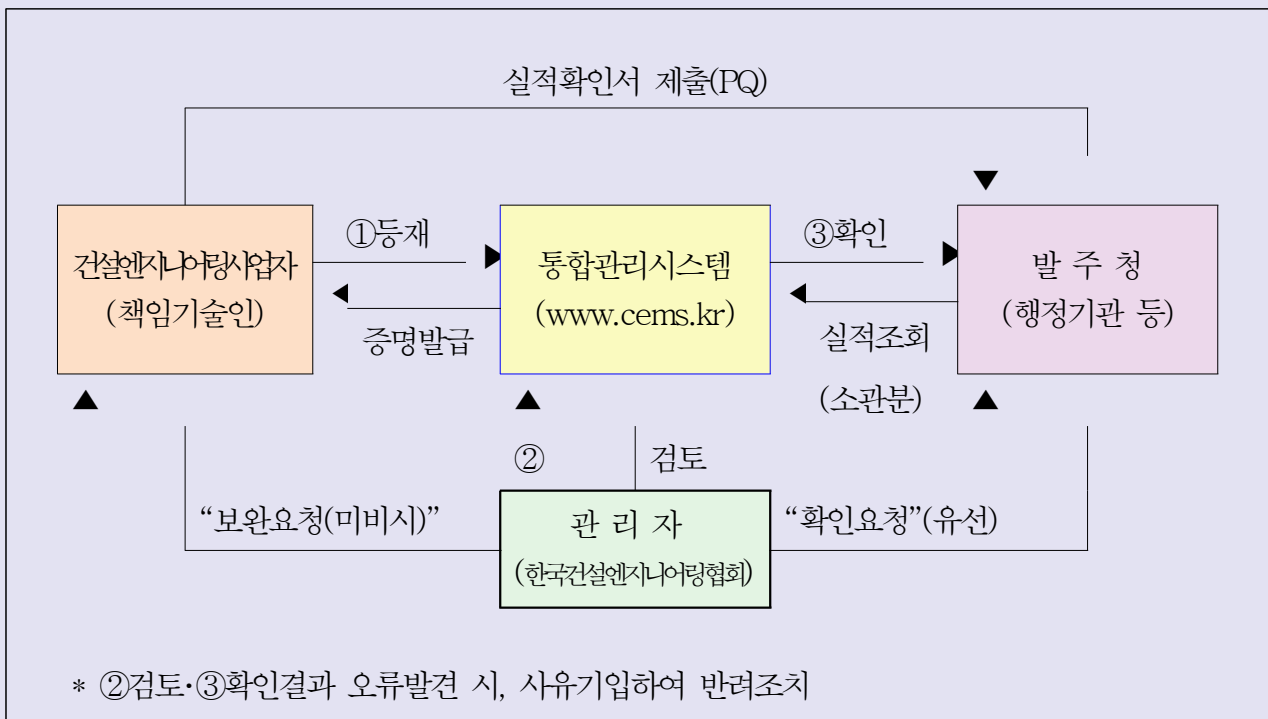 실적확인서 제출(PQ)
건설엔지니어링사업자
(책임기술인)
①등재
증명발급
통합관리시스템
(www.cems.kr)
③확인
실적조회
(소관분)
발 주 청
(행정기관 등)
②
검토
“보완요청(미비시)”
관 리 자
(한국건설엔지니어링협회)
“확인요청”(유선)
* ②검토·③확인결과 오류발견 시, 사유기입하여 반려조치